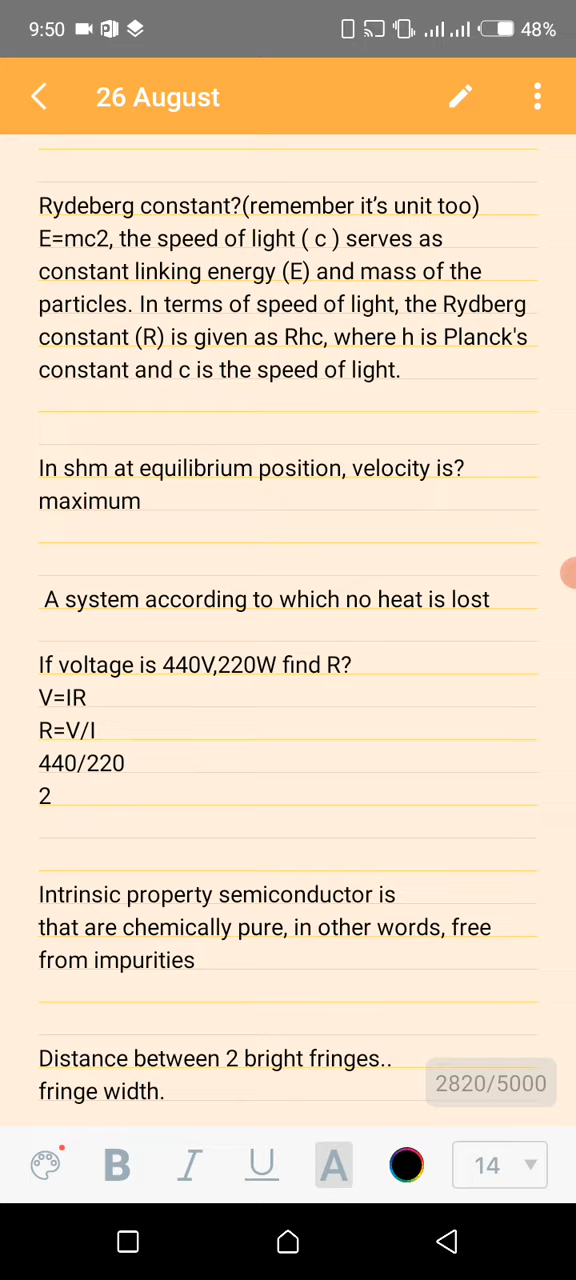 9:50
48%
26 August
Rydeberg constant?(remember it’s unit too)
E=mc2, the speed of light ( c ) serves as
constant linking energy (E) and mass of the
particles. In terms of speed of light, the Rydberg
constant (R) is given as Rhc, where h is Planck's
constant and c is the speed of light.
In shm at equilibrium position, velocity is?
maximum
A system according to which no heat is lost
If voltage is 440V,220W find R?
V=IR
R=V/I
440/220
2
Intrinsic property semiconductor is
that are chemically pure, in other words, free
from impurities
Distance between 2 bright fringes..
fringe width.
2820/5000
B I U A 14